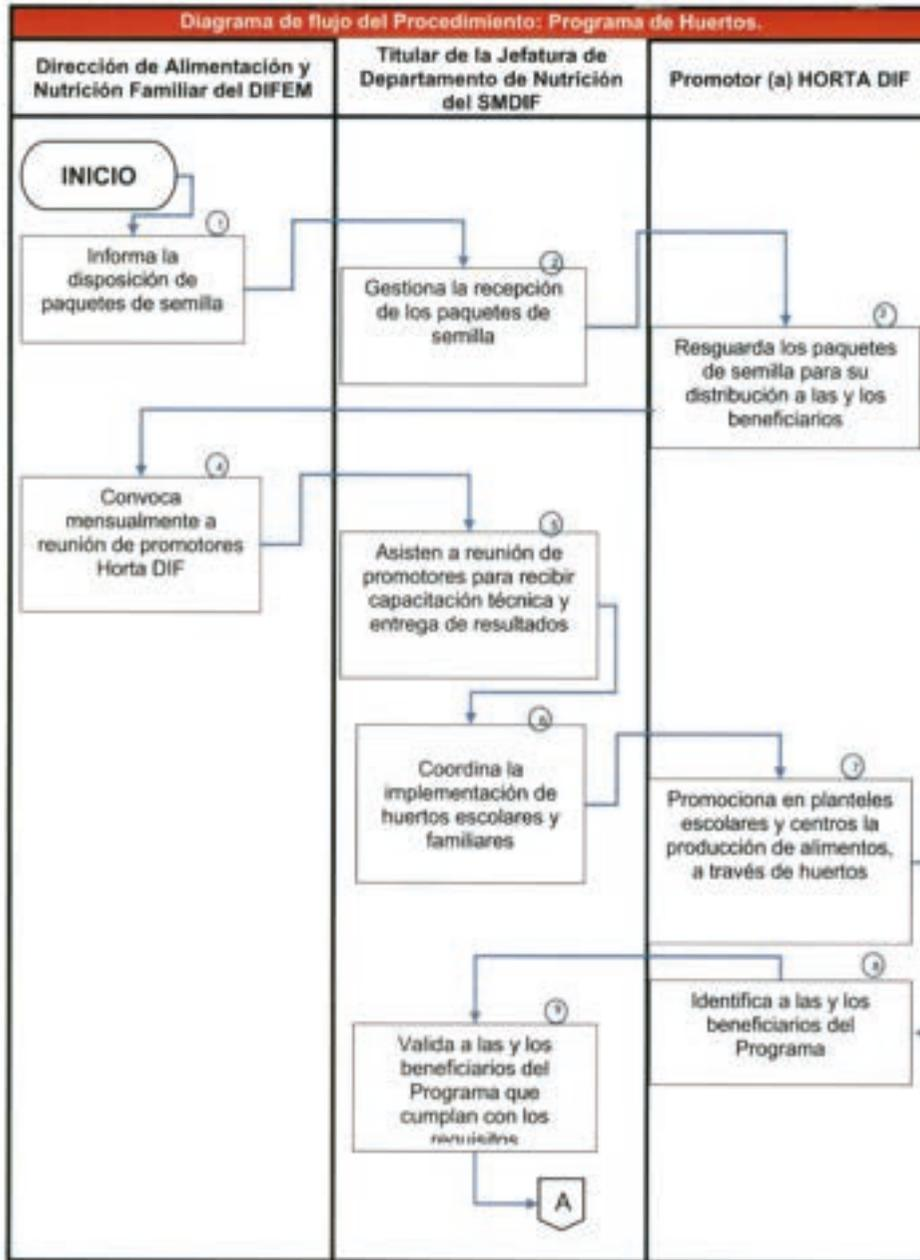 Diagrama de flujo del Procedimiento: Programa de Huertos.
Dirección de Alimentación y
Nutrición Familiar del DIFEM
Titular de la Jefatura de
Departamento de Nutrición
del SMDIF
Promotor (a) HORTA DIF
INICIO
1
Informa la
disposición de
paquetes de semilla
2
Gestiona la recepción
de los paquetes de
semilla
Resguarda los paquetes
de semilla para su
distribución a las y los
beneficiarios
4
Convoca
mensualmente a
reunión de promotores
Horta DIF
5
Asisten a reunión de
promotores para recibir
capacitación técnica y
entrega de resultados
6
Coordina la
implementación de
huertos escolares y
familiares
7
Promociona en planteles
escolares y centros la
producción de alimentos,
a través de huertos
8
Identifica a las y los
beneficiarios del
Programa
9
Valida a las y los
beneficiarios del
Programa que
cumplan con los
requisitos
A